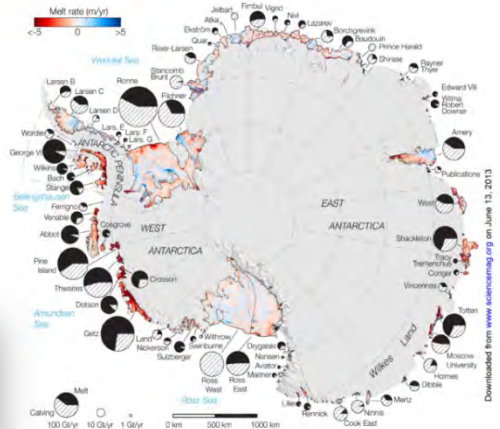 Melt rate (m/yr)
<-5 0 >5
Jelbart
Fimbul
Vigrid
Atka
Ekström
Quar
Nivl
Lazarev
Borchgrevink
Baudouin
Prince Harald
Shirase
Rayner
Thyer
Edward VIII
Wilma
Robert
Downer
Amery
Publications
West
Shackleton
Tracy
Tremenchus
Conger
Vincennes
Totten
Moscow
University
Holmes
Dibble
Mertz
Ninnis
Cook East
Rennick
Lillie
Mariner
Aviator
Nansen
Drygalski
Ross
East
Ross
West
Withrow
Swinburne
Sulzberger
Nickerson
Land
Getz
Dotson
Crosson
Thwaites
Pine
Island
Cosgrove
Abbot
Venable
Ferrigno
Stange
Bach
Wilkins
George VI
Wordie
Larsen B
Larsen C
Larsen D
Lars. E
Lars. F
Lars. G
Ronne
Filchner
Stancomb
Brunt
Riiser-Larsen
Weddell Sea
Bellingshausen
Sea
Amundsen
Sea
Ross Sea
ANTARCTIC PENINSULA
WEST
ANTARCTICA
EAST
ANTARCTICA
Wilkes Land
Melt
Calving
100 Gt/yr 10 Gt/yr 1 Gt/yr
0 500 km 1000 km
Downloaded from www.sciencemag.org on June 13, 2013